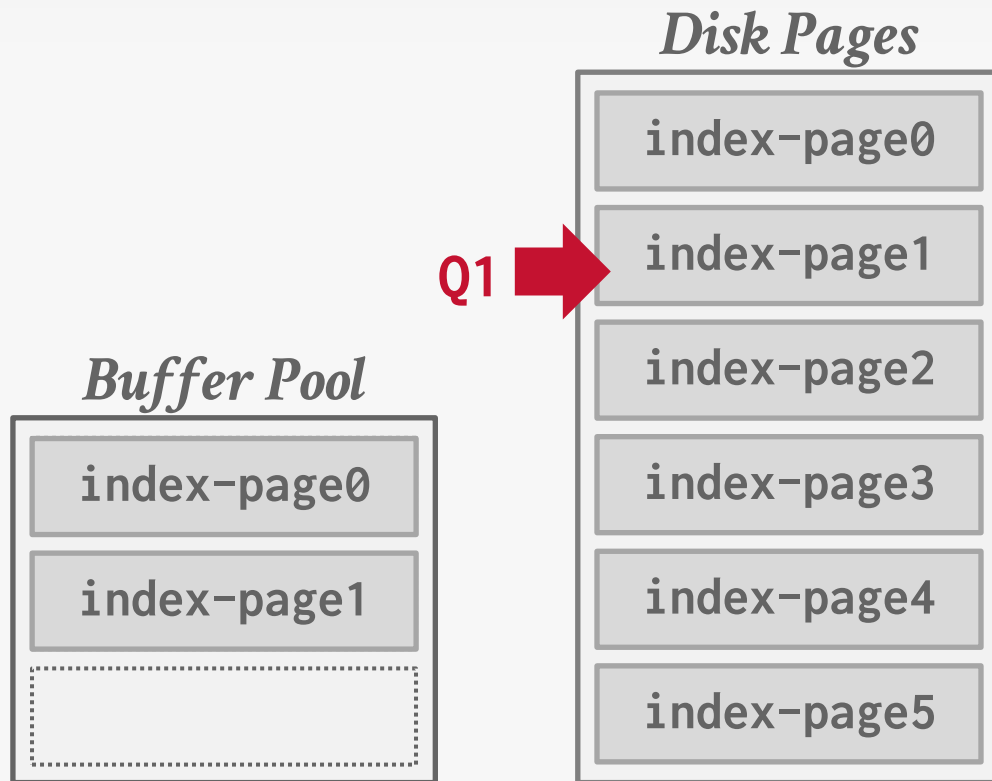 Disk Pages
index-page0
index-page1
Q1
index-page2
index-page3
index-page4
index-page5
Buffer Pool
index-page0
index-page1